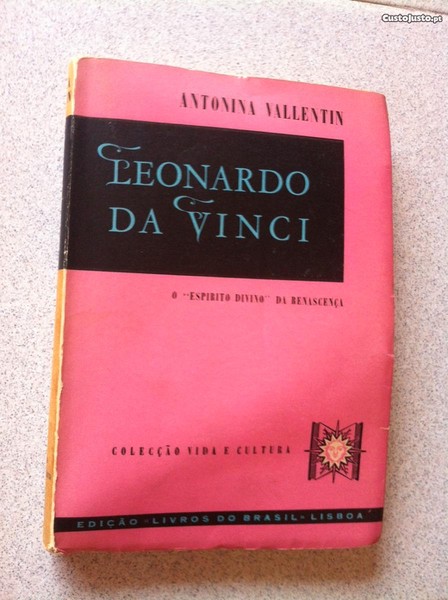 CustoJusto.pt
ANTONINA VALLENTIN
LEONARDO
DA VINCI
O "ESPIRITO DIVINO" DA RENASCENÇA
COLECÇÃO VIDA E CULTURA
EDIÇÃO - LIVROS DO BRASIL - LISBOA